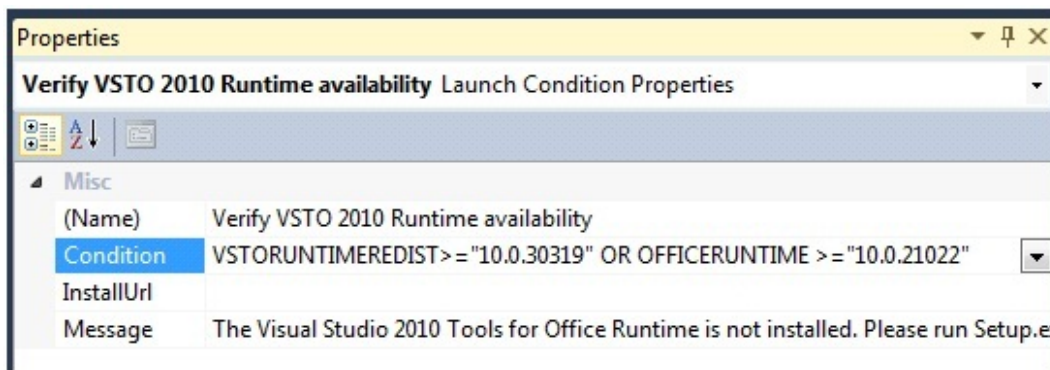 Properties
Verify VSTO 2010 Runtime availability Launch Condition Properties
Misc
(Name) Verify VSTO 2010 Runtime availability
Condition VSTORUNTIMEREDIST>="10.0.30319" OR OFFICERUNTIME >="10.0.21022"
InstallUrl
Message The Visual Studio 2010 Tools for Office Runtime is not installed. Please run Setup.e